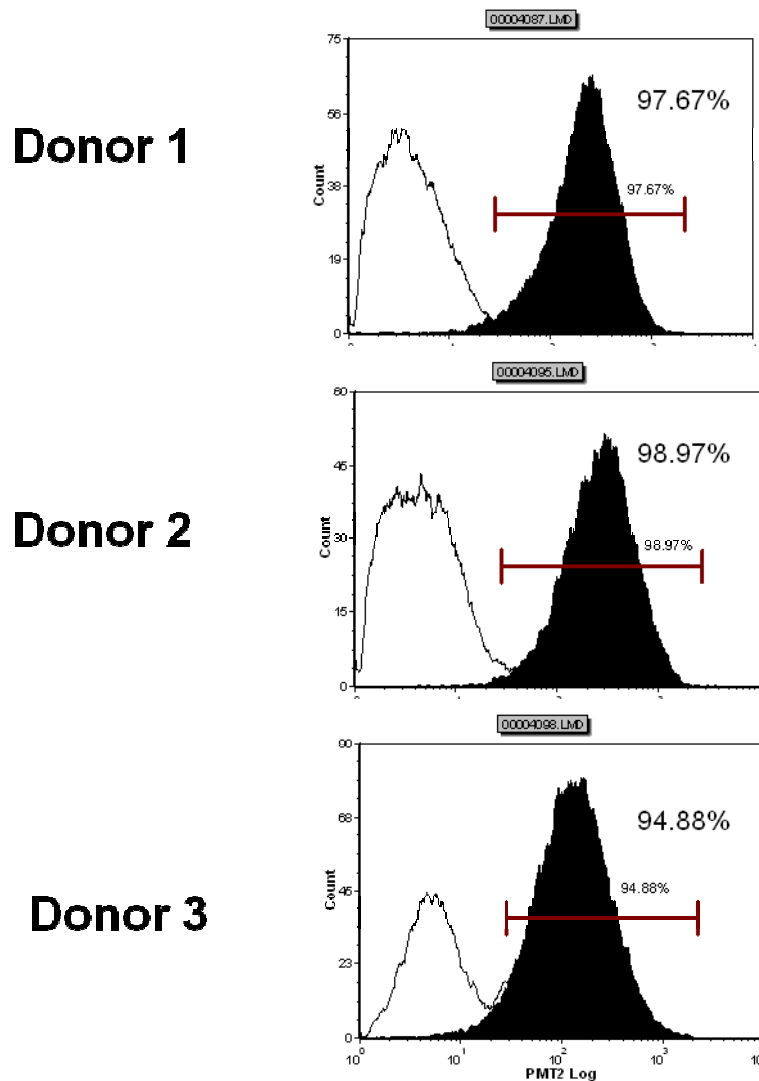 00004087.LMD
75
56
38
19
0
Count
97.67%
97.67%
Donor 1
00004095.LMD
60
45
30
15
0
Count
98.97%
98.97%
Donor 2
00004098.LMD
90
68
45
23
0
Count
94.88%
94.88%
Donor 3
10⁰ 10¹ 10² 10³
PMT2 Log